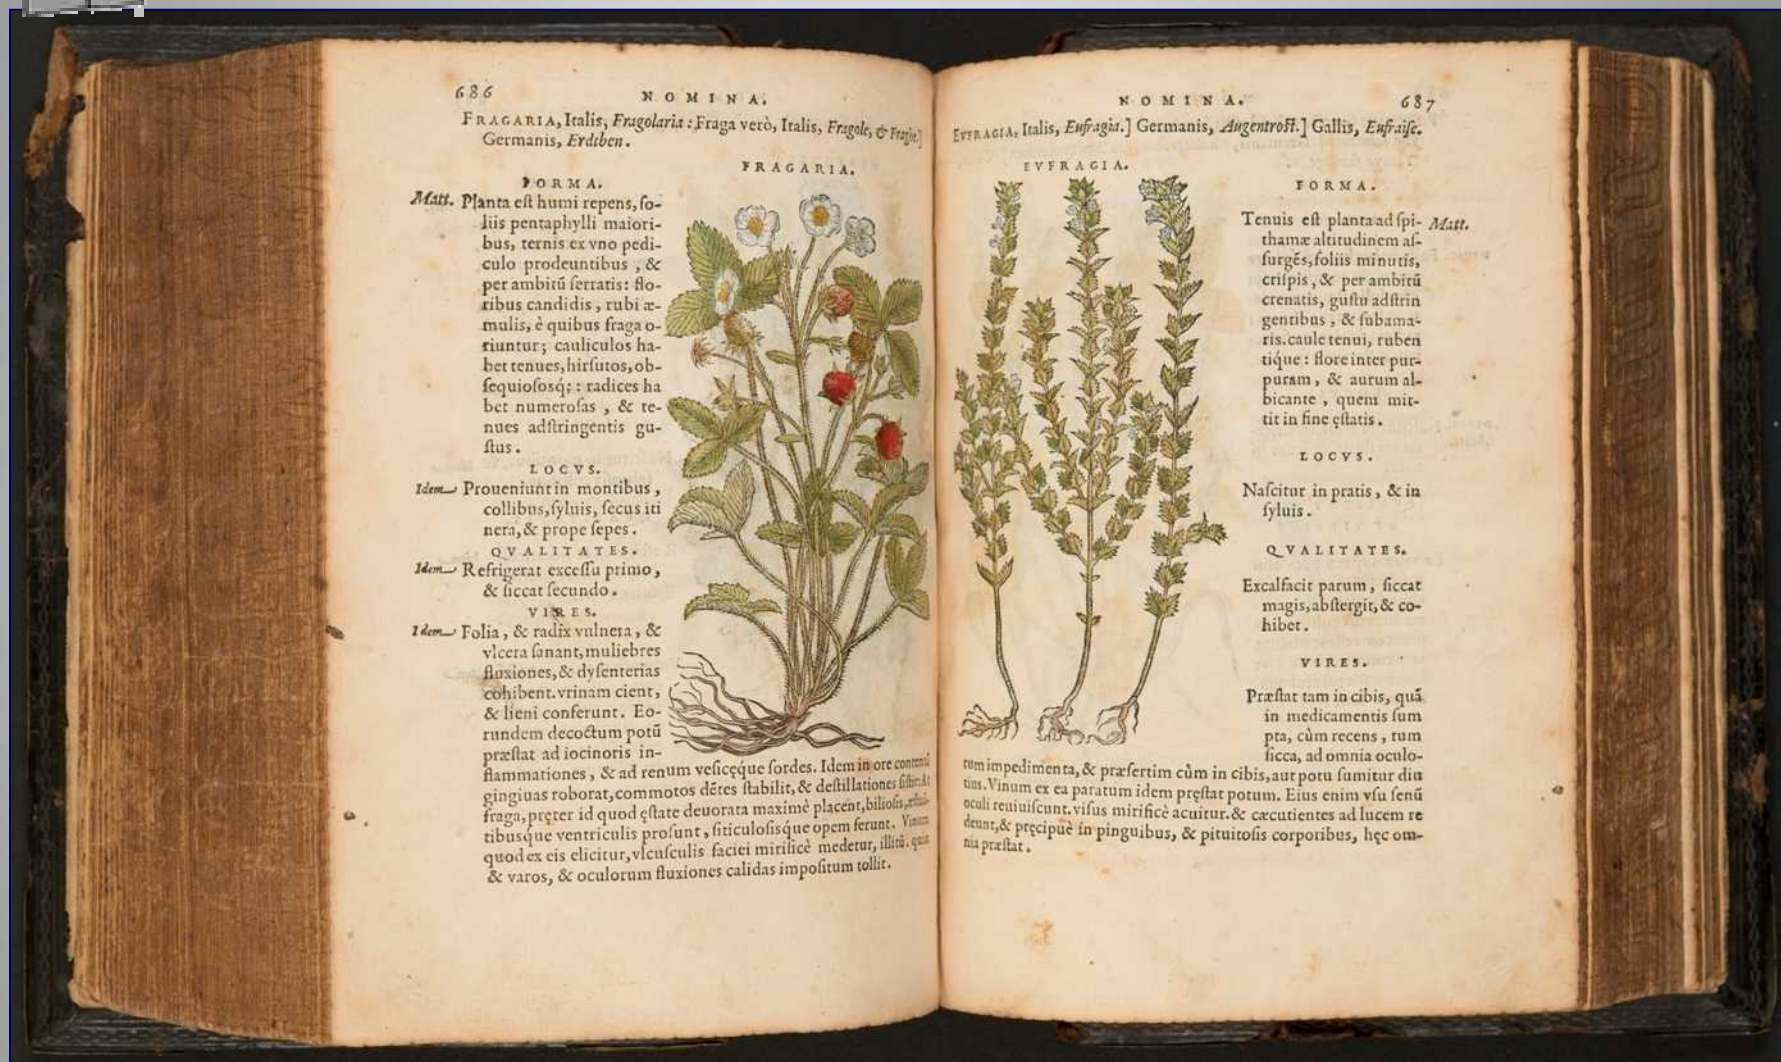 686
NOMINA.
FRAGARIA, Italis, Fragolaria : Fraga verò, Italis, Fragole, & Fraghe.]
Germanis, Erdtben.
FRAGARIA.
FORMA.
Matt. Planta eſt humi repens, fo-
liis pentaphylli maiori-
bus, ternis ex vno pedi-
culo prodeuntibus , &
per ambitũ ſerratis: flo-
ribus candidis , rubi æ-
mulis, è quibus fraga o-
riuntur; cauliculos ha-
bet tenues, hirſutos, ob-
ſequioſosq́; : radices ha
bet numeroſas , & te-
nues adſtringentis gu-
ſtus .
LOCVS.
Idem Proueniunt in montibus ,
collibus, ſyluis, ſecus iti
nera, & prope ſepes .
QVALITATES.
Idem Refrigerat exceſſu primo,
& ſiccat ſecundo .
VIRES.
Idem Folia , & radix vulnera , &
vlcera ſanant, muliebres
fluxiones, & dyſenterias
cohibent. vrinam cient,
& lieni conferunt. Eo-
rundem decoctum potũ
præſtat ad iocinoris in-
flammationes , & ad renum veſicęque ſordes. Idem in ore contentũ
gingiuas roborat, commotos dẽtes ſtabilit, & deſtillationes ſiſtit: At
fraga, pręter id quod ęſtate deuorata maximè placent, bilioſis, æſtuã-
tibusque ventriculis proſunt , ſiticuloſisque opem ferunt. Vinum
quod ex eis elicitur, vlcuſculis faciei mirificè medetur, illitũ. quin
& varos, & oculorum fluxiones calidas impoſitum tollit.
NOMINA.
687
EVFRAGIA, Italis, Eufragia.] Germanis, Augentroſt.] Gallis, Eufraiſe.
EVFRAGIA.
FORMA.
Tenuis eſt planta ad ſpi- Matt.
thamæ altitudinem aſ-
ſurgẽs, foliis minutis,
criſpis , & per ambitũ
crenatis, guſtu adſtrin
gentibus , & ſubama-
ris. caule tenui, ruben
tiq́ue : flore inter pur-
puram , & aurum al-
bicante , quem mit-
tit in fine ęſtatis .
LOCVS.
Naſcitur in pratis , & in
ſyluis .
QVALITATES.
Excalfacit parum, ſiccat
magis, abſtergit, & co-
hibet .
VIRES.
Præſtat tam in cibis, quã
in medicamentis ſum
pta, cùm recens , tum
ſicca, ad omnia oculo-
rum impedimenta, & præſertim cùm in cibis, aut potu ſumitur diu
tius. Vinum ex ea paratum idem pręſtat potum. Eius enim vſu ſenũ
oculi reuiuiſcunt. viſus mirificè acuitur. & cæcutientes ad lucem re
deunt, & pręcipuè in pinguibus, & pituitoſis corporibus, hęc om-
nia præſtat .